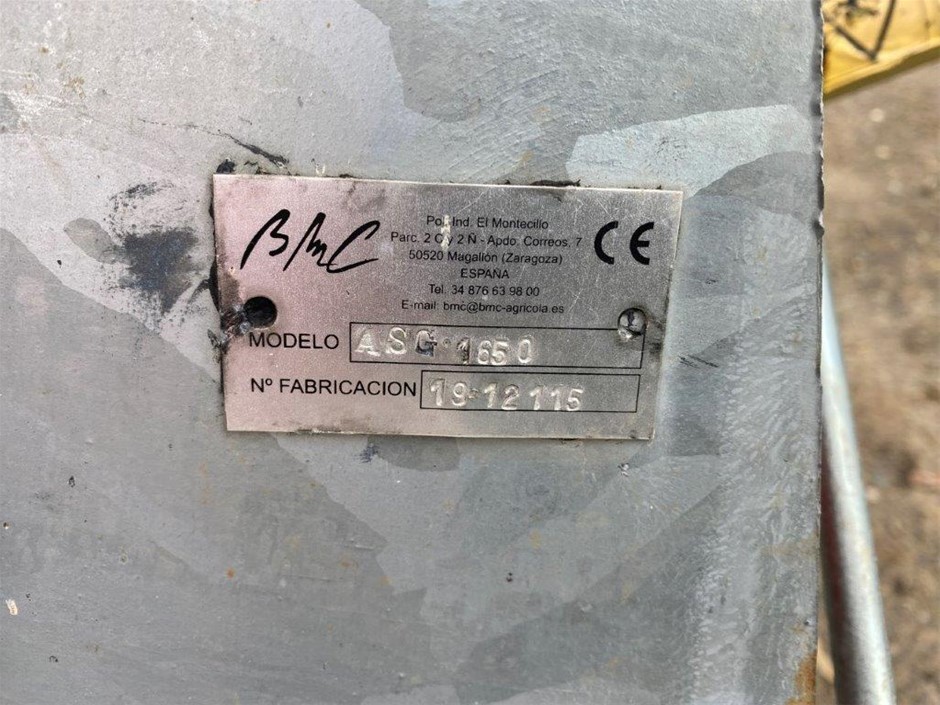 BMC
Pol. Ind. El Montecillo
Parc. 2 C y 2 Ñ - Apdo. Correos, 7
50520 Magallón (Zaragoza)
ESPAÑA
Tel. 34 876 63 98 00
E-mail: bmc@bmc-agricola.es
CE
MODELO ASG·1650
Nº FABRICACION 19-12115